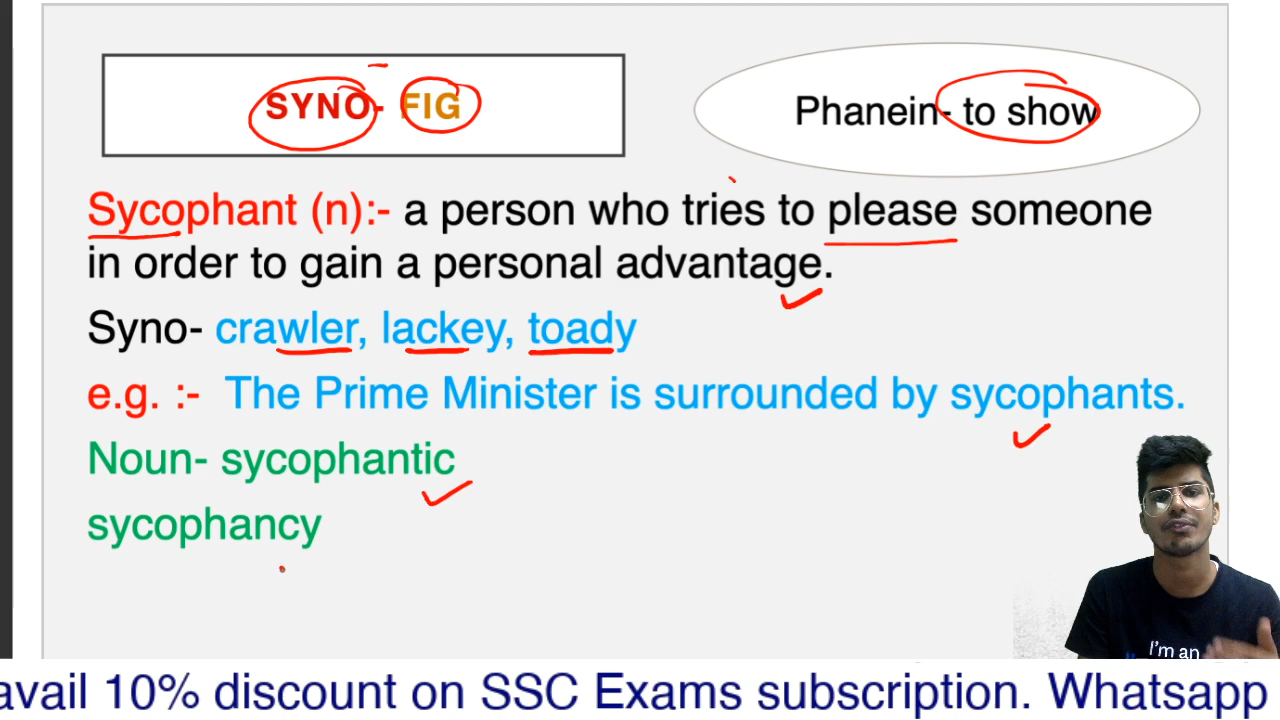 SYNO- FIG
Phanein- to show
Sycophant (n):- a person who tries to please someone
in order to gain a personal advantage.
Syno- crawler, lackey, toady
e.g. :- The Prime Minister is surrounded by sycophants.
Noun- sycophantic
sycophancy
I'm an
avail 10% discount on SSC Exams subscription. Whatsapp